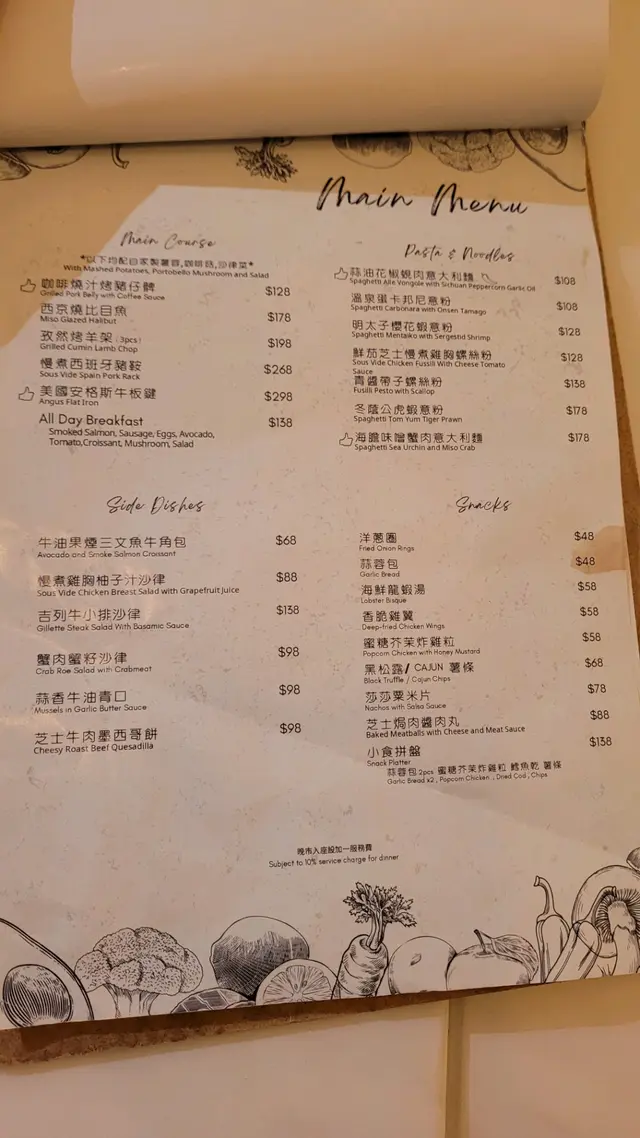 Main Menu
Main Course
*以下均配自家製薯蓉,咖啡菇,沙律菜*
With Mashed Potatoes, Portobello Mushroom and Salad
咖啡燒汁烤豬仔髀 $128
Grilled Pork Belly with Coffee Sauce
西京燒比目魚 $178
Miso Glazed Halibut
孜然烤羊架 (3pcs) $198
Grilled Cumin Lamb Chop
慢煮西班牙豬鞍 $268
Sous Vide Spain Pork Rack
美國安格斯牛板鍵 $298
Angus Flat Iron
All Day Breakfast $138
Smoked Salmon, Sausage, Eggs, Avocado,
Tomato,Croissant, Mushroom, Salad
Pasta & Noodles
蒜油花椒蜆肉意大利麵 $108
Spaghetti Alle Vongole with Sichuan Peppercorn Garlic Oil
溫泉蛋卡邦尼意粉 $108
Spaghetti Carbonara with Onsen Tamago
明太子櫻花蝦意粉 $128
Spaghetti Mentaiko with Sergestid Shrimp
鮮茄芝士慢煮雞胸螺絲粉 $128
Sous Vide Chicken Fussili With Cheese Tomato
Sauce
青醬帶子螺絲粉 $138
Fusilli Pesto with Scallop
冬蔭公虎蝦意粉 $178
Spaghetti Tom Yum Tiger Prawn
海膽味噌蟹肉意大利麵 $178
Spaghetti Sea Urchin and Miso Crab
Side Dishes
牛油果煙三文魚牛角包 $68
Avocado and Smoke Salmon Croissant
慢煮雞胸柚子汁沙律 $88
Sous Vide Chicken Breast Salad with Grapefruit Juice
吉列牛小排沙律 $138
Gillette Steak Salad With Basamic Sauce
蟹肉蟹籽沙律 $98
Crab Roe Salad with Crabmeat
蒜香牛油青口 $98
Mussels in Garlic Butter Sauce
芝士牛肉墨西哥餅 $98
Cheesy Roast Beef Quesadilla
Snacks
洋蔥圈 $48
Fried Onion Rings
蒜蓉包 $48
Garlic Bread
海鮮龍蝦湯 $58
Lobster Bisque
香脆雞翼 $58
Deep-fried Chicken Wings
蜜糖芥茉炸雞粒 $58
Popcorn Chicken with Honey Mustard
黑松露/ CAJUN 薯條 $68
Black Truffle / Cajun Chips
莎莎粟米片 $78
Nachos with Salsa Sauce
芝士焗肉醬肉丸 $88
Baked Meatballs with Cheese and Meat Sauce
小食拼盤 $138
Snack Platter
蒜蓉包 2pcs 蜜糖芥茉炸雞粒 鱈魚乾 薯條
Garlic Bread x2 , Popcorn Chicken , Dried Cod , Chips
晚市入座設加一服務費
Subject to 10% service charge for dinner